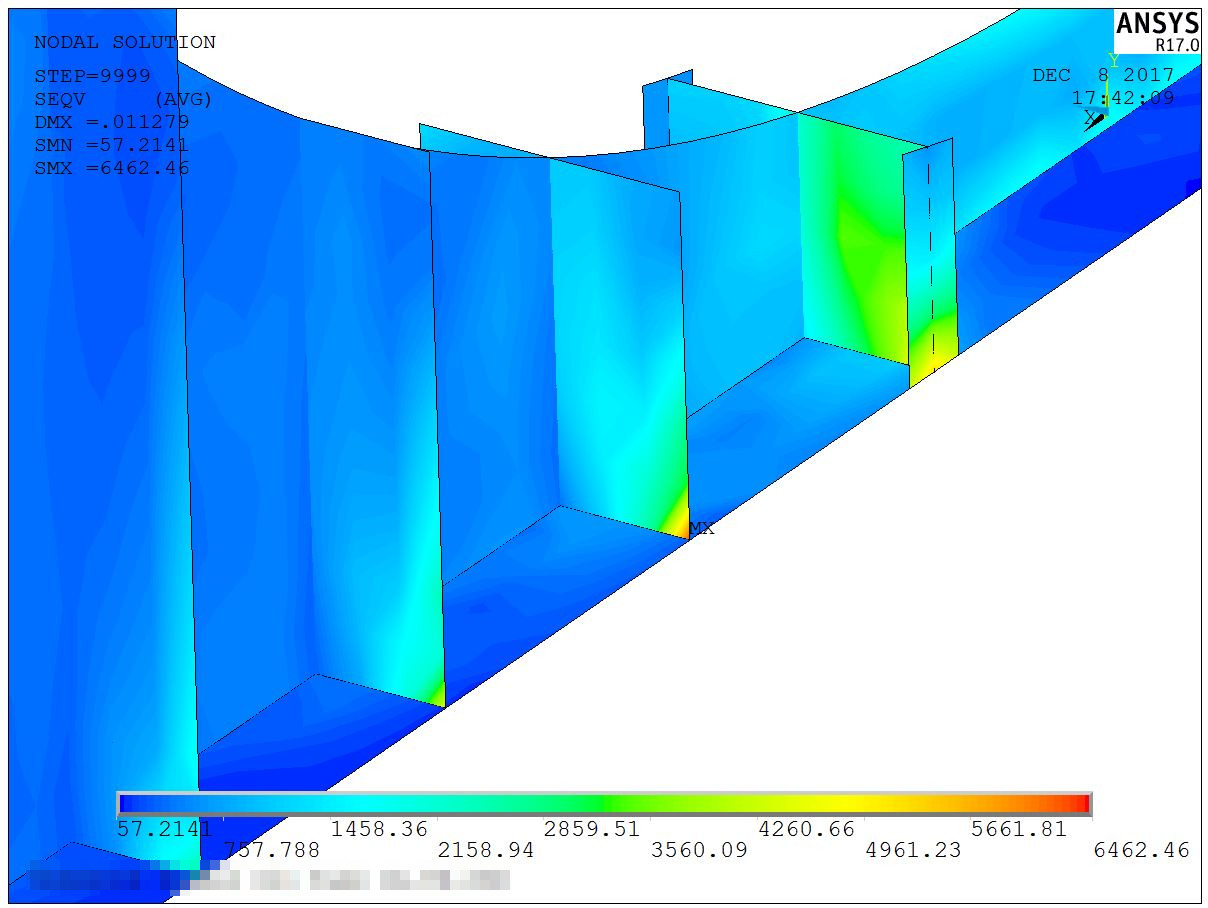 NODAL SOLUTION
STEP=9999
SEQV (AVG)
DMX =.011279
SMN =57.2141
SMX =6462.46
ANSYS
R17.0
DEC 8 2017
17:42:09
Y
X
MX
57.2141 1458.36 2859.51 4260.66 5661.81
757.788 2158.94 3560.09 4961.23 6462.46